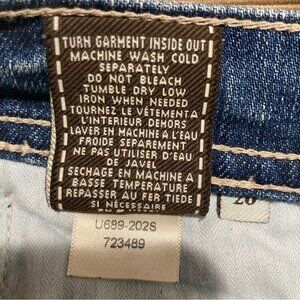 TURN GARMENT INSIDE OUT
MACHINE WASH COLD
SEPARATELY
DO NOT BLEACH
TUMBLE DRY LOW
IRON WHEN NEEDED
TOURNEZ LE VÊTEMENTA
L'INTERIEUR DEHORS
LAVER EN MACHINE A L'EAU
FROIDE SEPAREMENT
NE PAS UTILISER D'EAU
DE JAVEL
SECHAGE EN MACHINE A
BASSE TEMPERATURE
REPASSER AU FER TIEDE
SI NÉCESSAIRE
U689-202S
723489